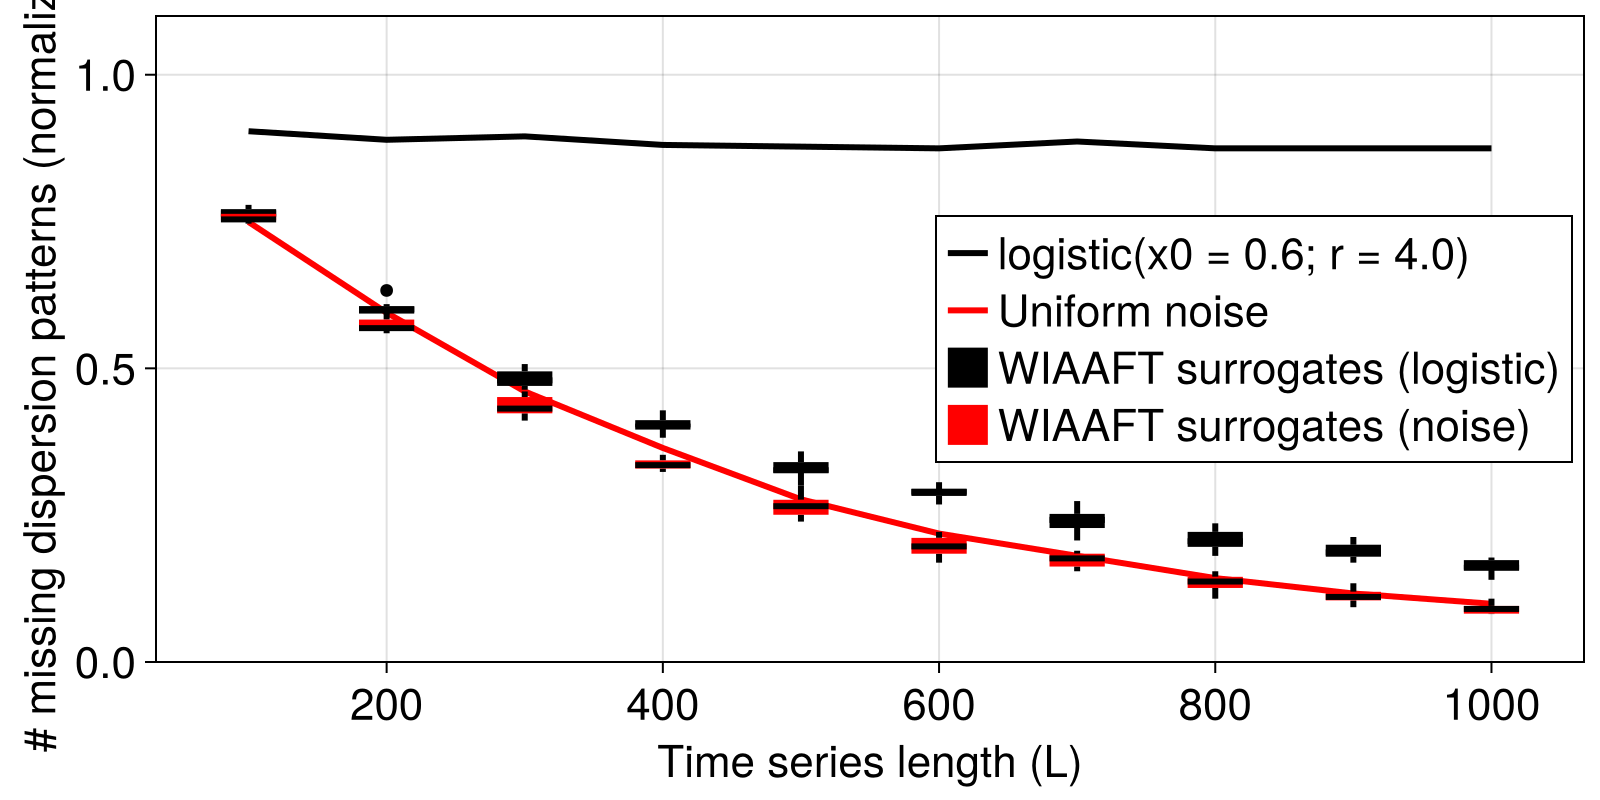 # missing dispersion patterns (normaliz
1.0
0.5
0.0
200 400 600 800 1000
Time series length (L)
logistic(x0 = 0.6; r = 4.0)
Uniform noise
WIAAFT surrogates (logistic)
WIAAFT surrogates (noise)